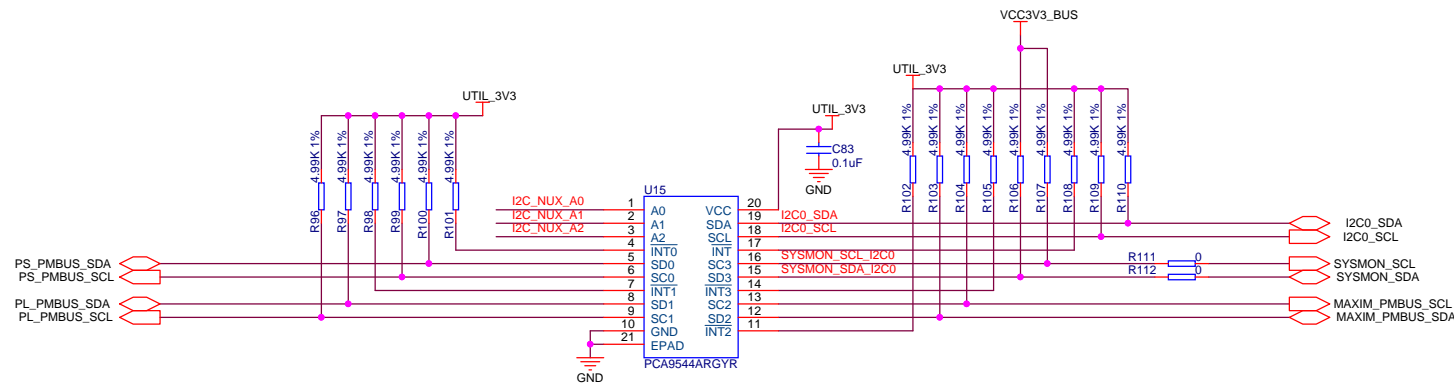 VCC3V3_BUS
UTIL_3V3
UTIL_3V3
UTIL_3V3
4.99K 1%
4.99K 1%
4.99K 1%
4.99K 1%
4.99K 1%
4.99K 1%
R96
R97
R98
R99
R100
R101
C83
0.1uF
GND
4.99K 1%
4.99K 1%
4.99K 1%
4.99K 1%
4.99K 1%
4.99K 1%
4.99K 1%
4.99K 1%
4.99K 1%
R102
R103
R104
R105
R106
R107
R108
R109
R110
U15
I2C_NUX_A0 1 A0 VCC 20
I2C_NUX_A1 2 A1 SDA 19 I2C0_SDA I2C0_SDA
I2C_NUX_A2 3 A2 SCL 18 I2C0_SCL I2C0_SCL
4 INT0 INT 17
PS_PMBUS_SDA 5 SD0 SC3 16 SYSMON_SCL_I2C0 R111 0 SYSMON_SCL
PS_PMBUS_SCL 6 SC0 SD3 15 SYSMON_SDA_I2C0 R112 0 SYSMON_SDA
7 INT1 INT3 14
PL_PMBUS_SDA 8 SD1 SC2 13 MAXIM_PMBUS_SCL
PL_PMBUS_SCL 9 SC1 SD2 12 MAXIM_PMBUS_SDA
10 GND INT2 11
21 EPAD
GND
PCA9544ARGYR